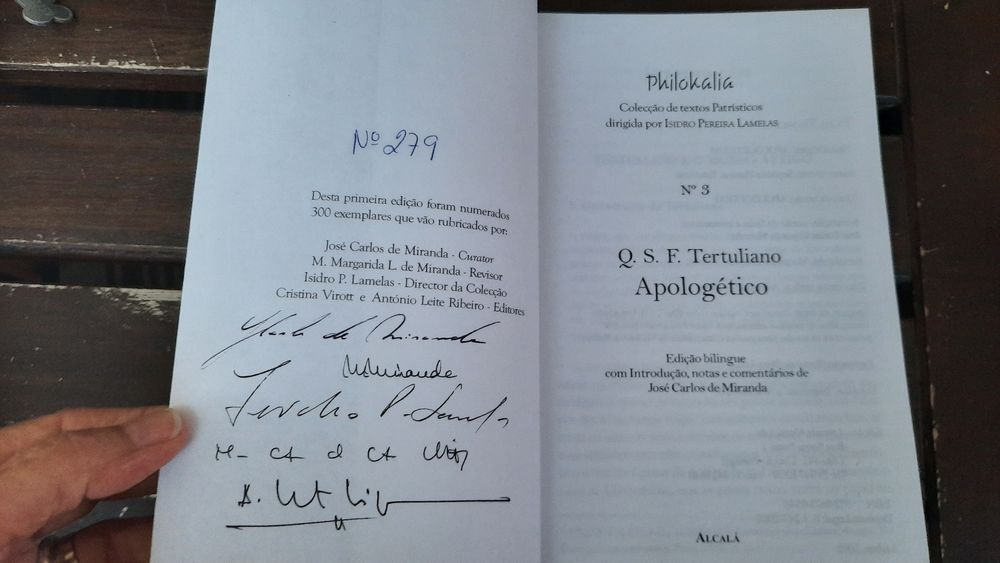 Nº 279
Desta primeira edição foram numerados
300 exemplares que vão rubricados por:
José Carlos de Miranda - Curator
M. Margarida L. de Miranda - Revisor
Isidro P. Lamelas - Director da Colecção
Cristina Virott e António Leite Ribeiro - Editores
de Miranda
MMiranda
Philokalia
Colecção de textos Patrísticos
dirigida por ISIDRO PEREIRA LAMELAS
Nº 3
Q. S. F. Tertuliano
Apologético
Edição bilingue
com Introdução, notas e comentários de
José Carlos de Miranda
ALCALÁ